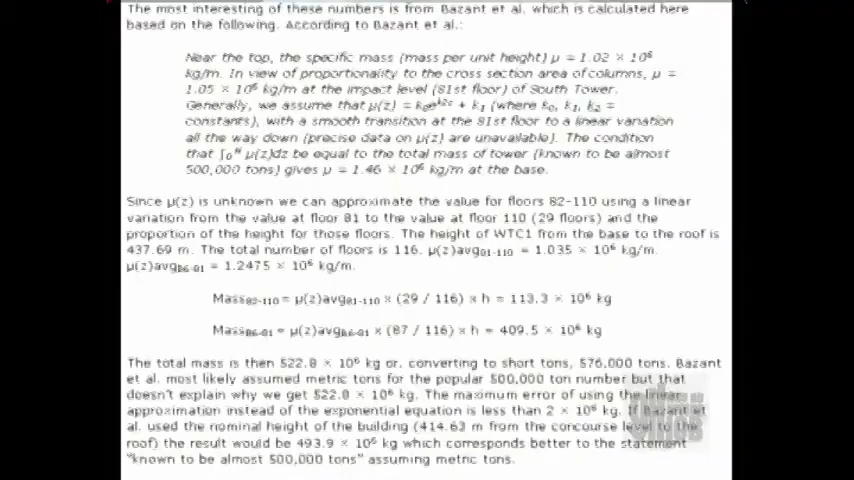 The most interesting of these numbers is from Bazant et al. which is calculated here
based on the following. According to Bazant et al.:
Near the top, the specific mass (mass per unit height) μ = 1.02 × 10⁶
kg/m. In view of proportionality to the cross section area of columns, μ =
1.05 × 10⁶ kg/m at the impact level (81st floor) of South Tower.
Generally, we assume that μ(z) = k₀eᵏ²ᶻ + k₁ (where k₀, k₁, k₂ =
constants), with a smooth transition at the 81st floor to a linear variation
all the way down (precise data on μ(z) are unavailable). The condition
that ∫₀ᴴ μ(z)dz be equal to the total mass of tower (known to be almost
500,000 tons) gives μ = 1.46 × 10⁶ kg/m at the base.
Since μ(z) is unknown we can approximate the value for floors 82-110 using a linear
variation from the value at floor 81 to the value at floor 110 (29 floors) and the
proportion of the height for those floors. The height of WTC1 from the base to the roof is
437.69 m. The total number of floors is 116. μ(z)avg81-110 = 1.035 × 10⁶ kg/m.
μ(z)avgB6-81 = 1.2475 × 10⁶ kg/m.
Mass82-110 = μ(z)avg81-110 × (29 / 116) × h = 113.3 × 10⁶ kg
MassB6-81 = μ(z)avgB6-81 × (87 / 116) × h = 409.5 × 10⁶ kg
The total mass is then 522.8 × 10⁶ kg or, converting to short tons, 576,000 tons. Bazant
et al. most likely assumed metric tons for the popular 500,000 ton number but that
doesn't explain why we get 522.8 × 10⁶ kg. The maximum error of using the linear
approximation instead of the exponential equation is less than 2 × 10⁶ kg. If Bazant et
al. used the nominal height of the building (414.63 m from the concourse level to the
roof) the result would be 493.9 × 10⁶ kg which corresponds better to the statement
"known to be almost 500,000 tons" assuming metric tons.